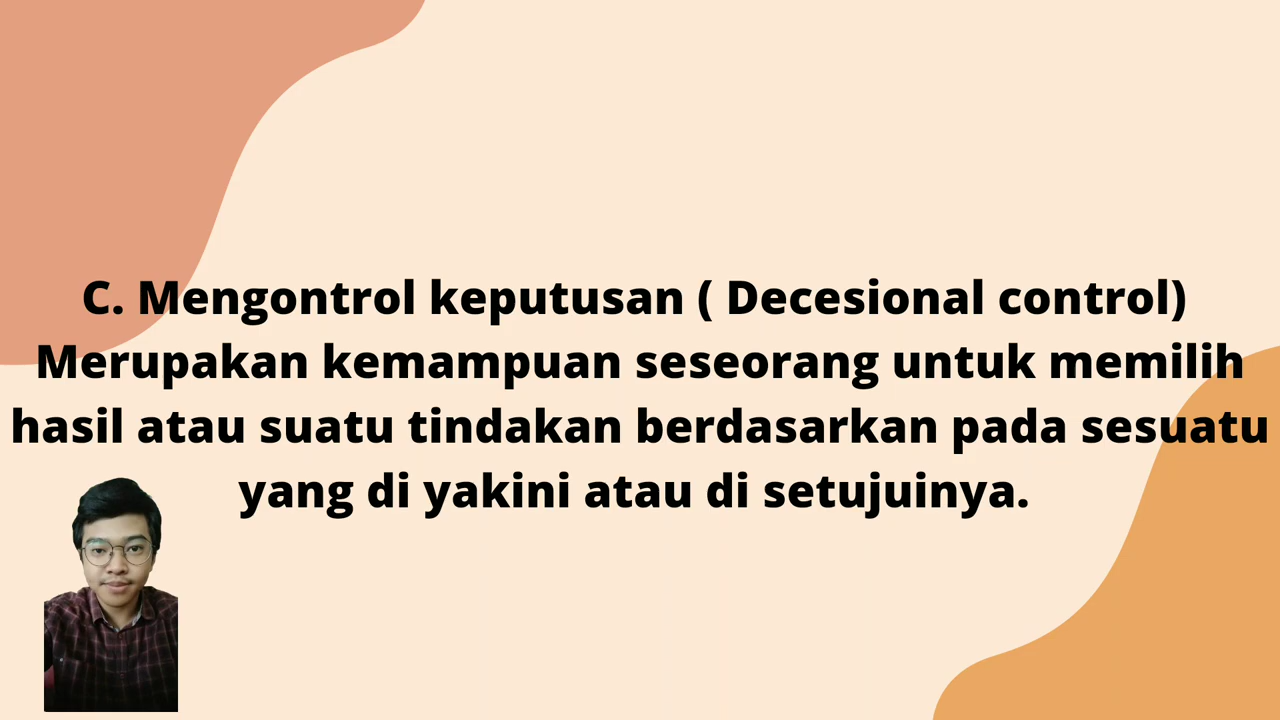 C. Mengontrol keputusan ( Decesional control)
Merupakan kemampuan seseorang untuk memilih
hasil atau suatu tindakan berdasarkan pada sesuatu
yang di yakini atau di setujuinya.